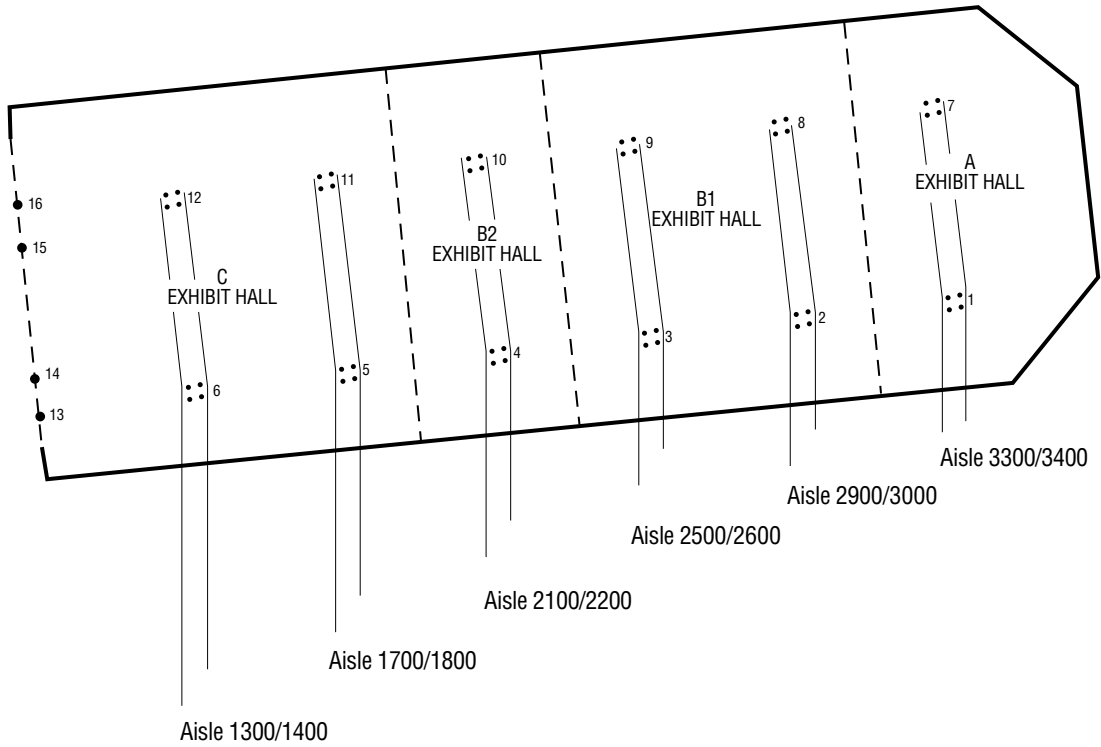 7
8
A
EXHIBIT HALL
9
10
11
B1
EXHIBIT HALL
12
16
B2
EXHIBIT HALL
15
C
EXHIBIT HALL
1
2
3
4
5
14
6
13
Aisle 3300/3400
Aisle 2900/3000
Aisle 2500/2600
Aisle 2100/2200
Aisle 1700/1800
Aisle 1300/1400